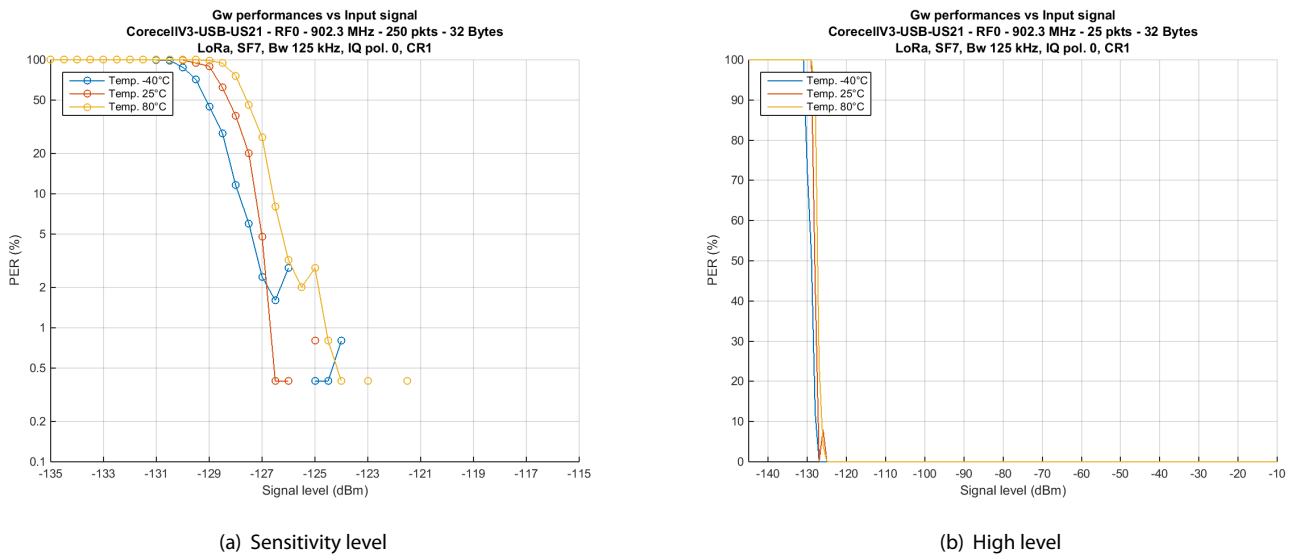 Gw performances vs Input signal
CorecellV3-USB-US21 - RF0 - 902.3 MHz - 250 pkts - 32 Bytes
LoRa, SF7, Bw 125 kHz, IQ pol. 0, CR1
100
50
20
10
5
2
1
0.5
0.2
0.1
PER (%)
Temp. -40°C
Temp. 25°C
Temp. 80°C
-135
-133
-131
-129
-127
-125
-123
-121
-119
-117
-115
Signal level (dBm)
(a) Sensitivity level
Gw performances vs Input signal
CorecellV3-USB-US21 - RF0 - 902.3 MHz - 25 pkts - 32 Bytes
LoRa, SF7, Bw 125 kHz, IQ pol. 0, CR1
100
90
80
70
60
50
40
30
20
10
0
PER (%)
Temp. -40°C
Temp. 25°C
Temp. 80°C
-140
-130
-120
-110
-100
-90
-80
-70
-60
-50
-40
-30
-20
-10
Signal level (dBm)
(b) High level